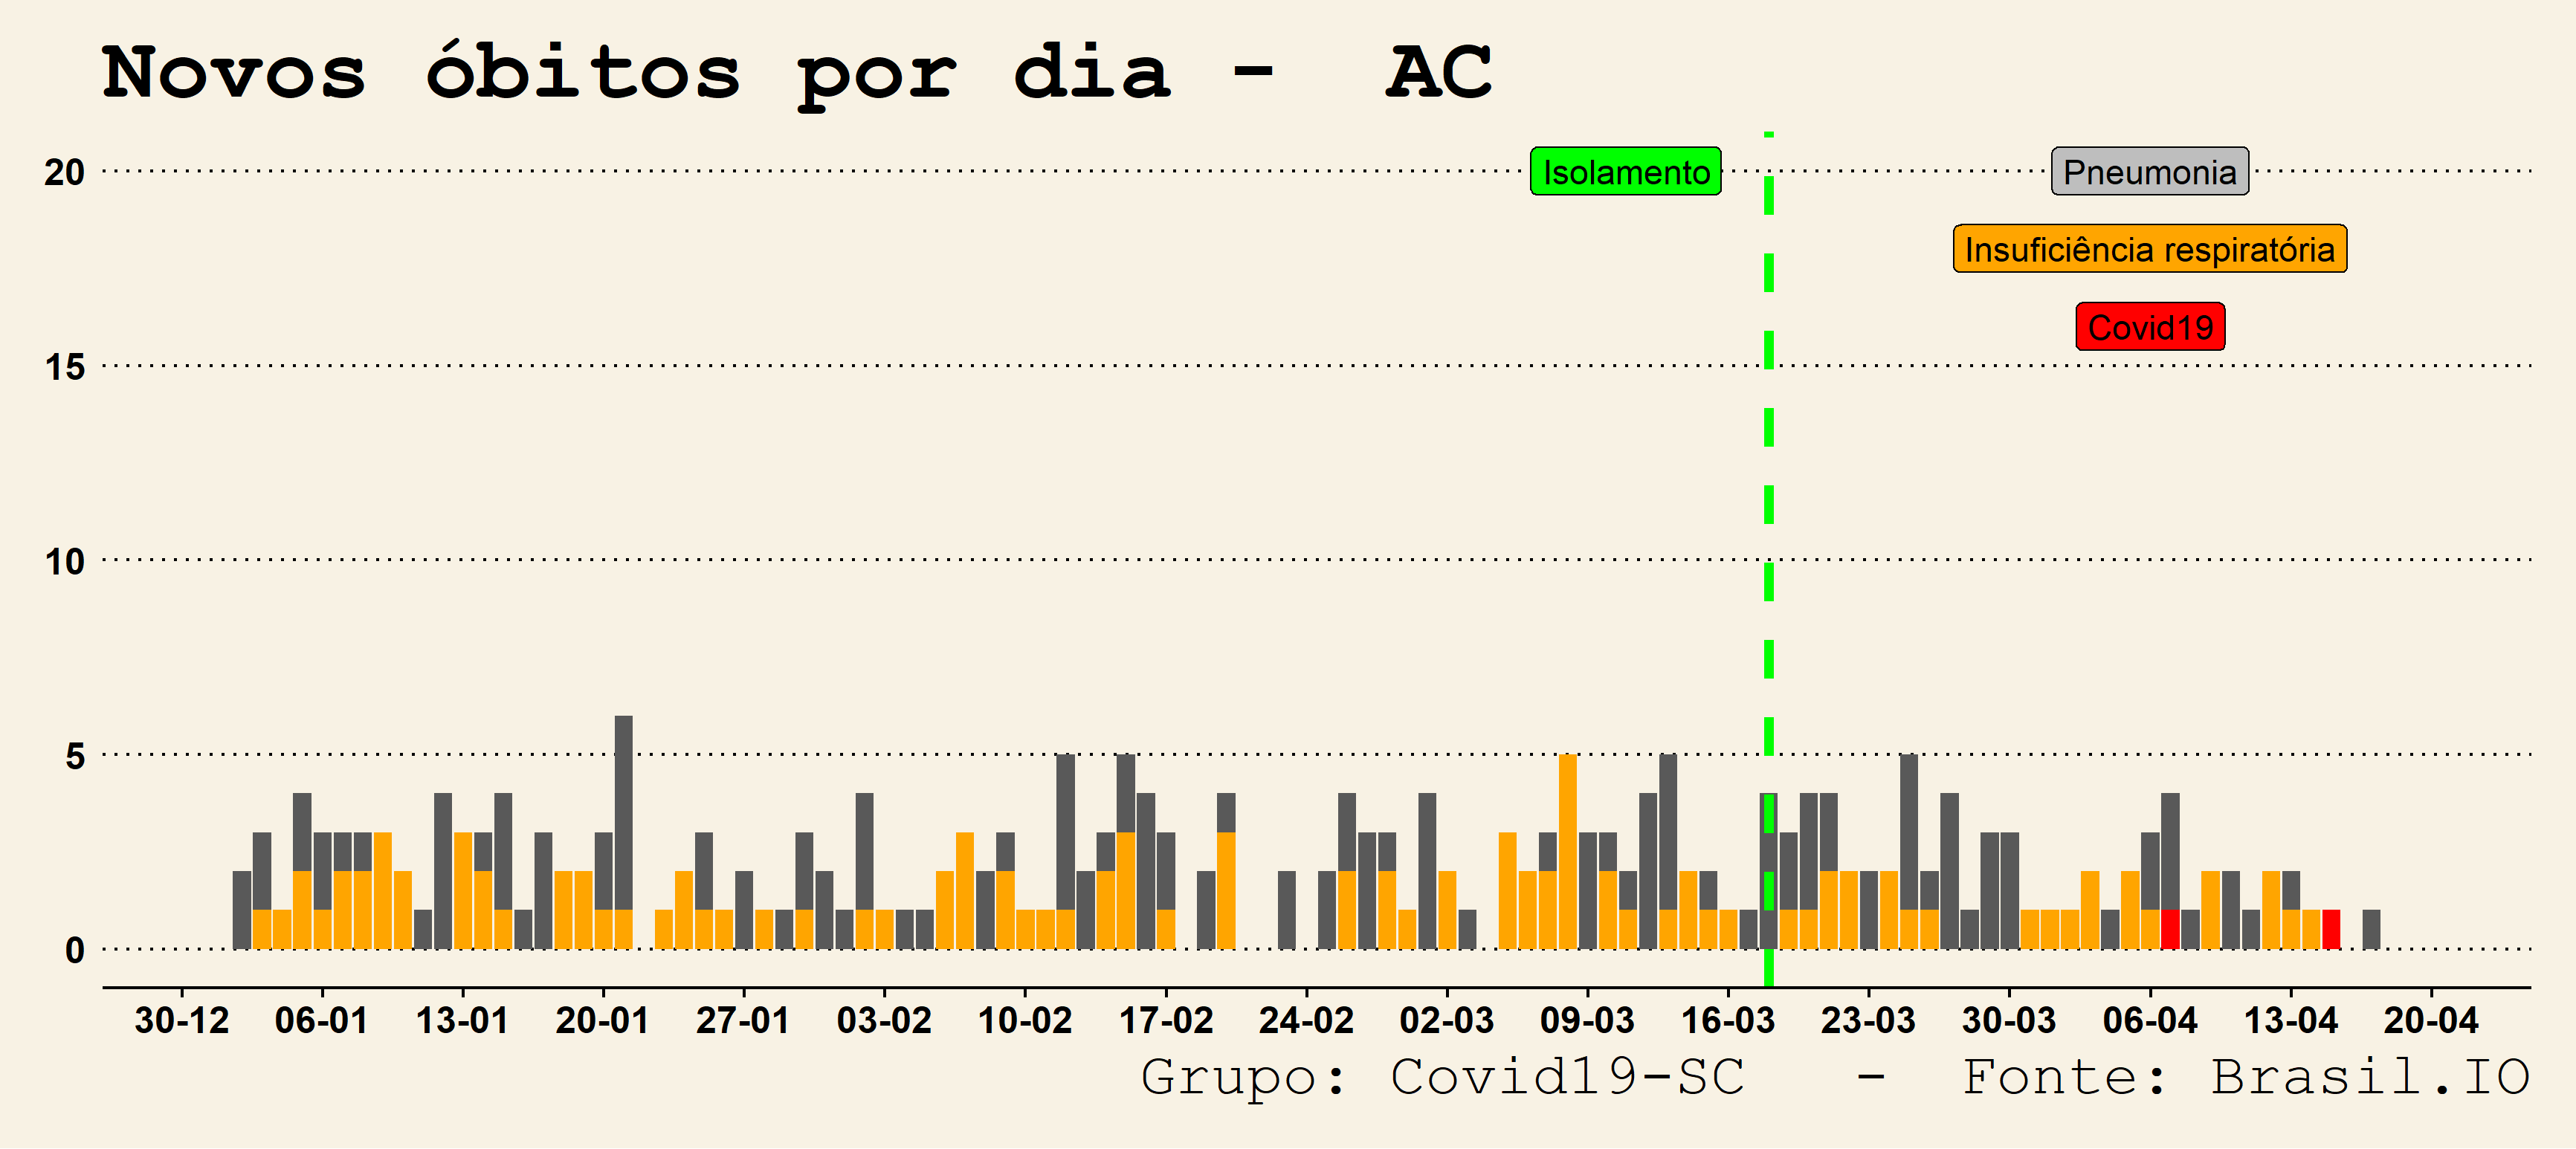 Novos óbitos por dia - AC
20
Isolamento
Pneumonia
Insuficiência respiratória
Covid19
15
10
5
0
30-12 06-01 13-01 20-01 27-01 03-02 10-02 17-02 24-02 02-03 09-03 16-03 23-03 30-03 06-04 13-04 20-04
Grupo: Covid19-SC - Fonte: Brasil.IO